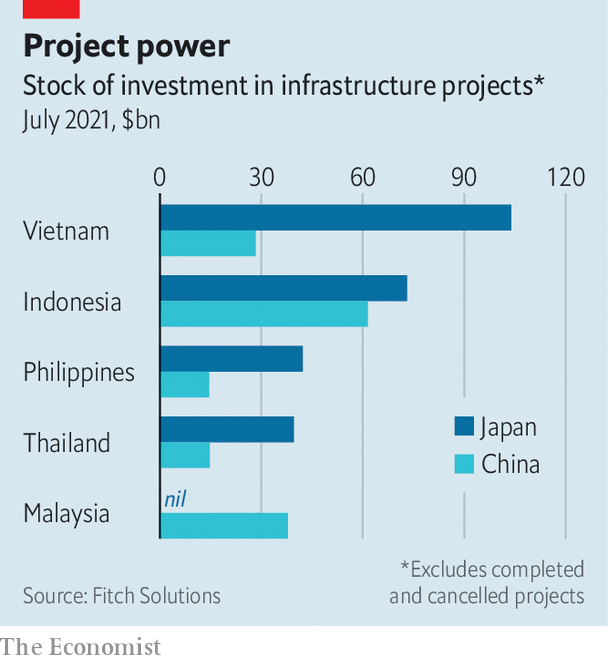 Project power
Stock of investment in infrastructure projects*
July 2021, $bn
0 30 60 90 120
Vietnam
Indonesia
Philippines
Thailand
Malaysia
nil
Japan
China
*Excludes completed
and cancelled projects
Source: Fitch Solutions
The Economist